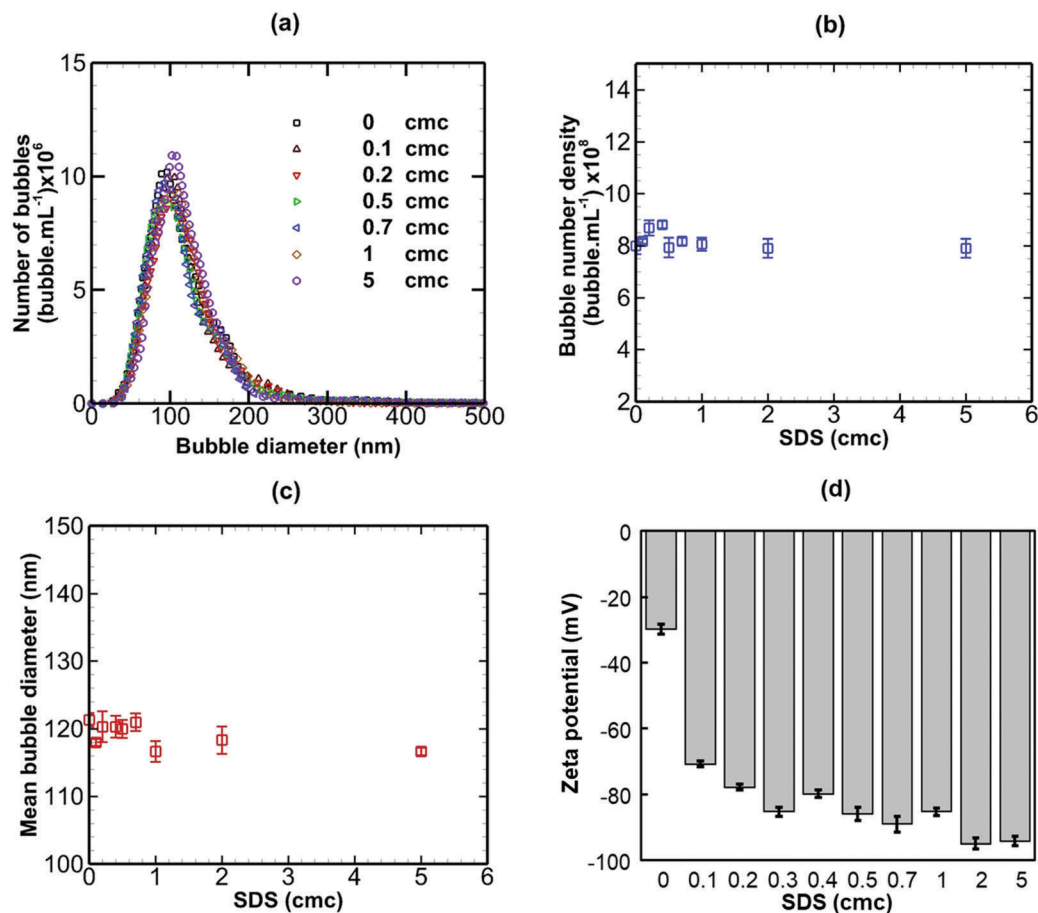 (a)
Number of bubbles
(bubble.mL⁻¹)x10⁶
15
10
5
0
0 cmc
0.1 cmc
0.2 cmc
0.5 cmc
0.7 cmc
1 cmc
5 cmc
0 100 200 300 400 500
Bubble diameter (nm)
(b)
Bubble number density
(bubble.mL⁻¹) x10⁸
14
12
10
8
6
4
2
0 1 2 3 4 5 6
SDS (cmc)
(c)
Mean bubble diameter (nm)
150
140
130
120
110
100
0 1 2 3 4 5 6
SDS (cmc)
(d)
Zeta potential (mV)
0
-20
-40
-60
-80
-100
0 0.1 0.2 0.3 0.4 0.5 0.7 1 2 5
SDS (cmc)